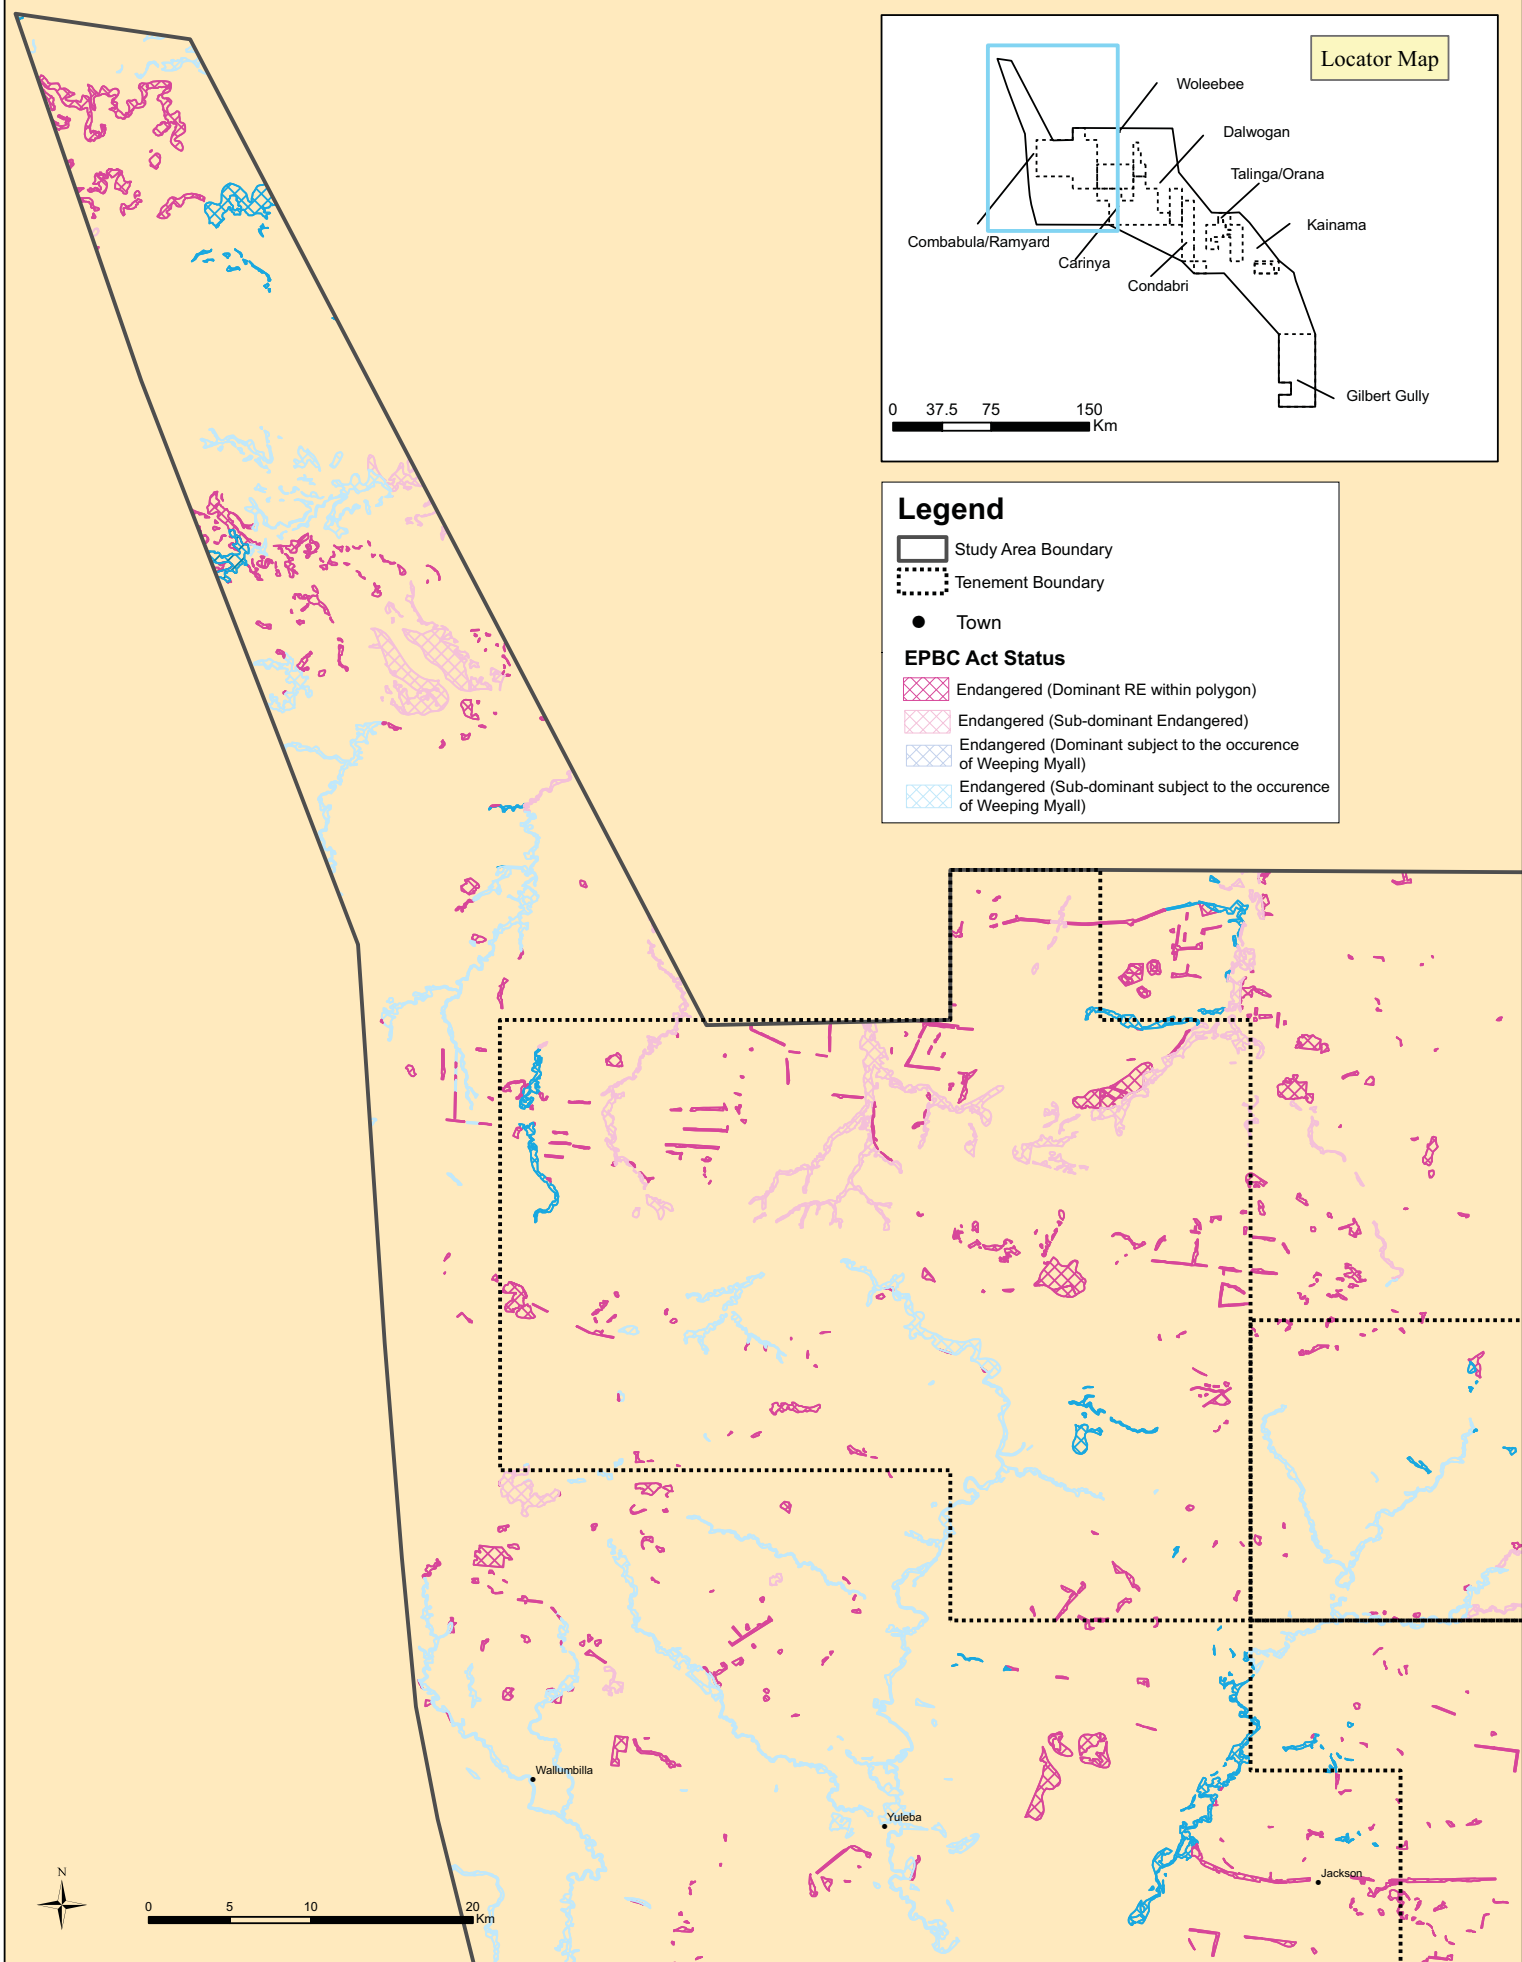 Locator Map
Woleebee
Dalwogan
Talinga/Orana
Kainama
Combabula/Ramyard
Carinya
Condabri
Gilbert Gully
0 37.5 75 150
Km
Legend
Study Area Boundary
Tenement Boundary
Town
EPBC Act Status
Endangered (Dominant RE within polygon)
Endangered (Sub-dominant Endangered)
Endangered (Dominant subject to the occurence
of Weeping Myall)
Endangered (Sub-dominant subject to the occurence
of Weeping Myall)
Wallumbilla
Yuleba
Jackson
N
0 5 10 20
Km